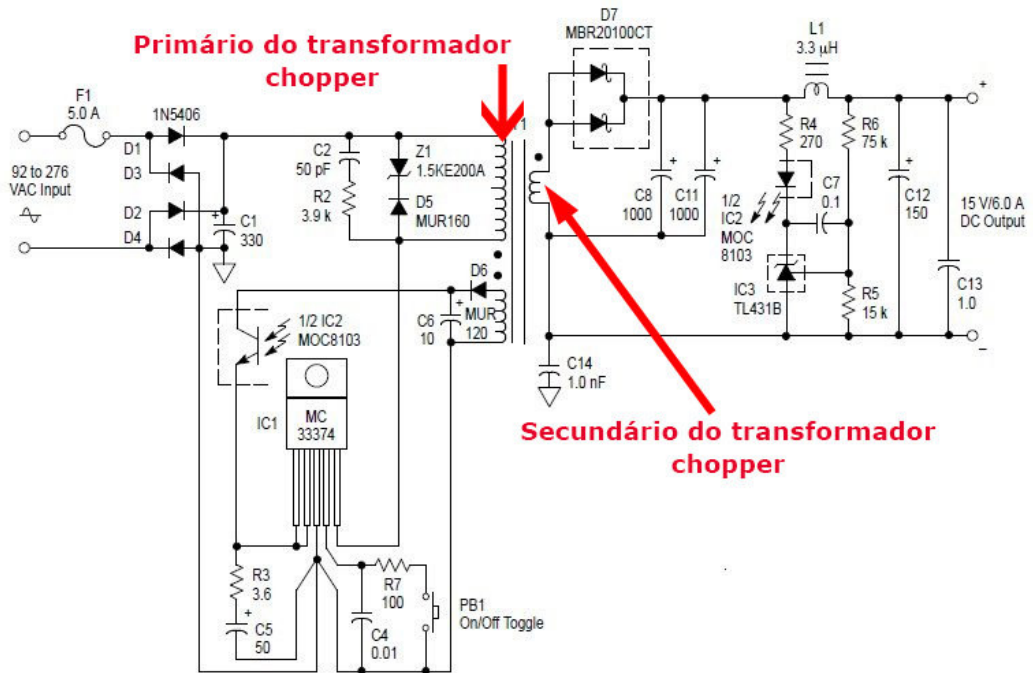 Primário do transformador
chopper
D7
MBR20100CT
L1
3.3 µH
F1
5.0 A
1N5406
D1
D3
D2
D4
92 to 276
VAC Input
+
C1
330
C2
50 pF
R2
3.9 k
Z1
1.5KE200A
D5
MUR160
1
+
C8
1000
+
C11
1000
R4
270
R6
75 k
C7
0.1
1/2
IC2
MOC
8103
IC3
TL431B
R5
15 k
+
C12
150
+
15 V/6.0 A
DC Output
–
C13
1.0
D6
MUR
120
+
C6
10
1/2 IC2
MOC8103
C14
1.0 nF
IC1
MC
33374
Secundário do transformador
chopper
R3
3.6
+
C5
50
R7
100
C4
0.01
PB1
On/Off Toggle